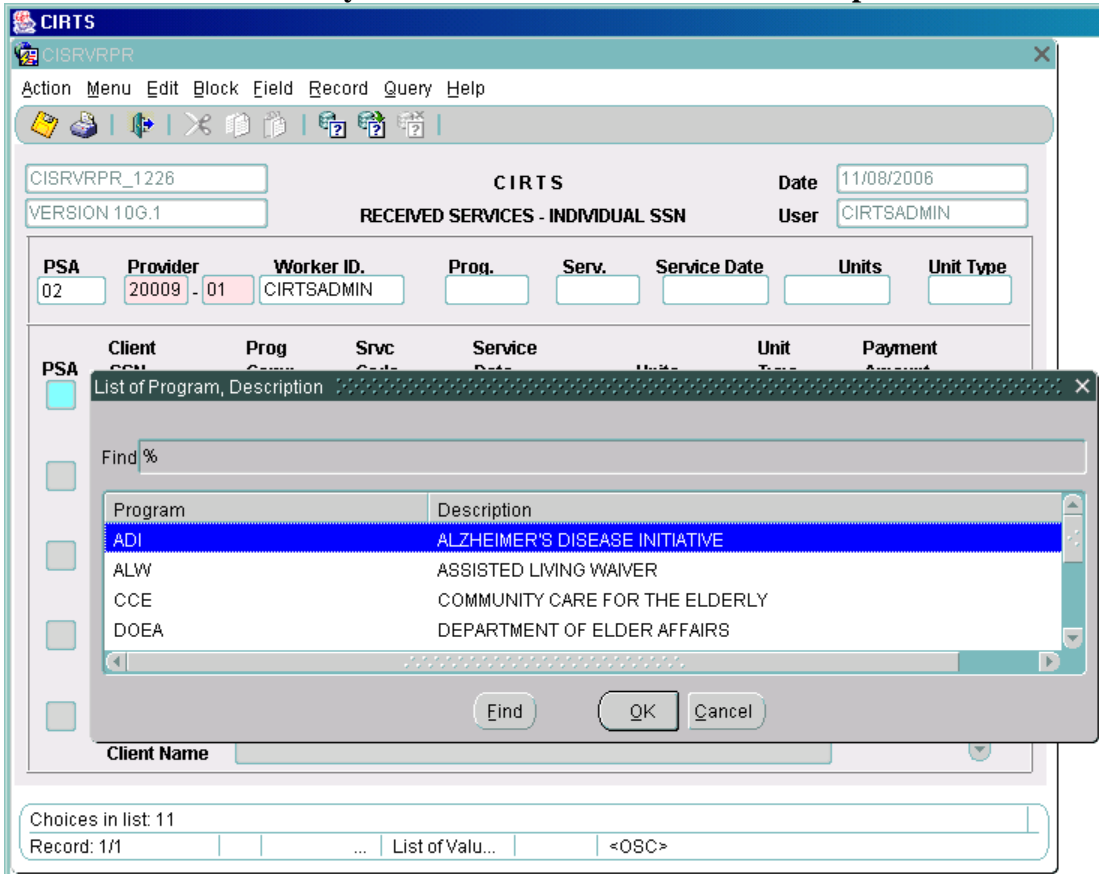 CIRTS
CISRVRPR
Action Menu Edit Block Field Record Query Help
CISRVRPR_1226 CIRTS Date 11/08/2006
VERSION 10G.1 RECEIVED SERVICES - INDIVIDUAL SSN User CIRTSADMIN
PSA Provider Worker ID. Prog. Serv. Service Date Units Unit Type
02 20009 - 01 CIRTSADMIN
Client Prog Srvc Service Unit Payment
PSA
List of Program, Description
Find %
Program Description
ADI ALZHEIMER'S DISEASE INITIATIVE
ALW ASSISTED LIVING WAIVER
CCE COMMUNITY CARE FOR THE ELDERLY
DOEA DEPARTMENT OF ELDER AFFAIRS
Find OK Cancel
Client Name
Choices in list: 11
Record: 1/1 ... List of Valu... <OSC>